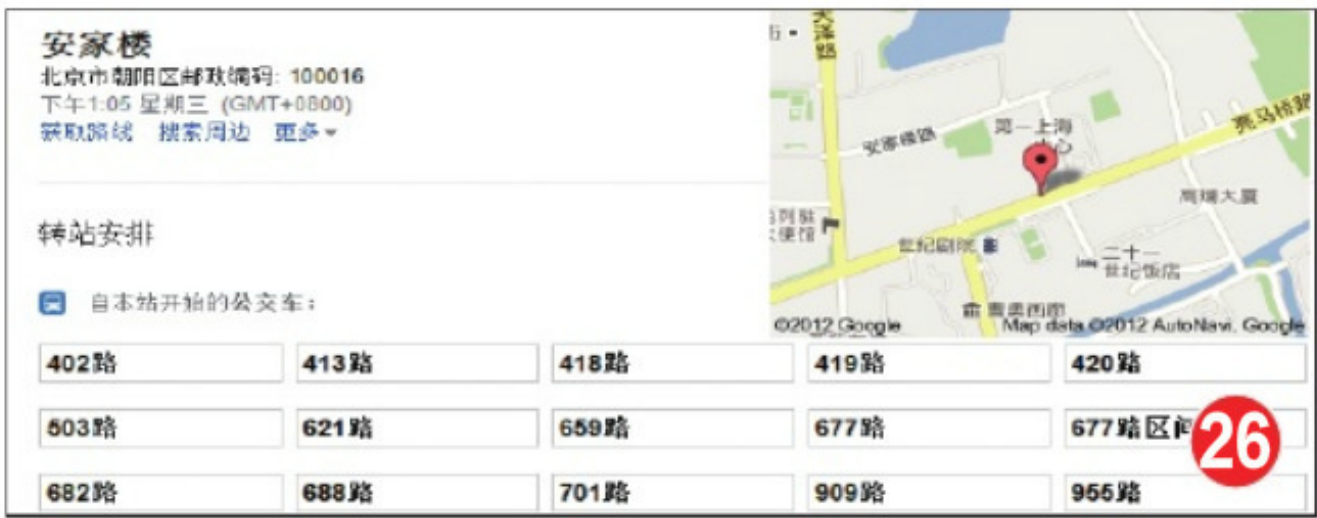 安家楼
北京市朝阳区邮政编码: 100016
下午1:05 星期三 (GMT+0800)
获取路线 搜索周边 更多
转站安排
自本站开始的公交车:
402路 413路 418路 419路 420路
503路 621路 659路 677路 677路区间
682路 688路 701路 909路 955路
26
大泽路
安家楼路
第一上海
中心
亮马桥路
高斓大厦
世纪剧院
二十一
世纪饭店
©2012 Google
Map data ©2012 AutoNavi, Google